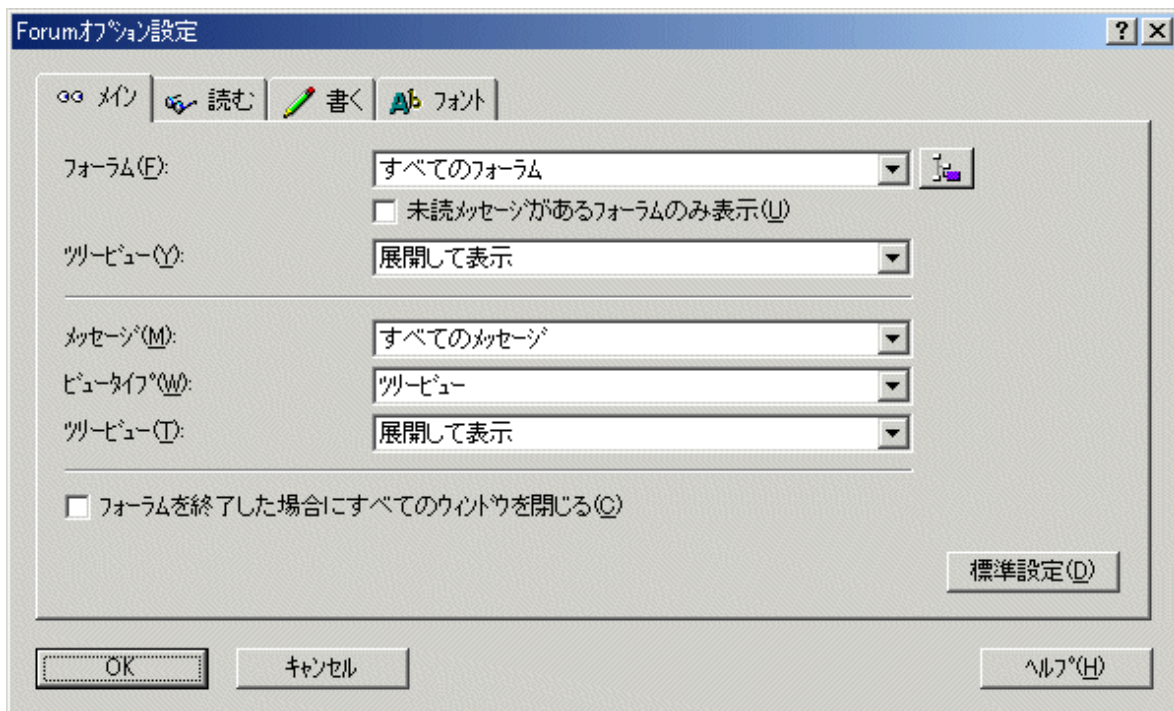 Forumｵﾌﾟｼｮﾝ設定
ﾒｲﾝ 読む 書く Ab ﾌｫﾝﾄ
ﾌｫｰﾗﾑ(F): すべてのﾌｫｰﾗﾑ
未読ﾒｯｾｰｼﾞがあるﾌｫｰﾗﾑのみ表示(U)
ﾂﾘｰﾋﾞｭｰ(Y): 展開して表示
ﾒｯｾｰｼﾞ(M): すべてのﾒｯｾｰｼﾞ
ﾋﾞｭｰﾀｲﾌﾟ(W): ﾂﾘｰﾋﾞｭｰ
ﾂﾘｰﾋﾞｭｰ(T): 展開して表示
ﾌｫｰﾗﾑを終了した場合にすべてのｳｨﾝﾄﾞｳを閉じる(C)
標準設定(D)
OK ｷｬﾝｾﾙ ﾍﾙﾌﾟ(H)